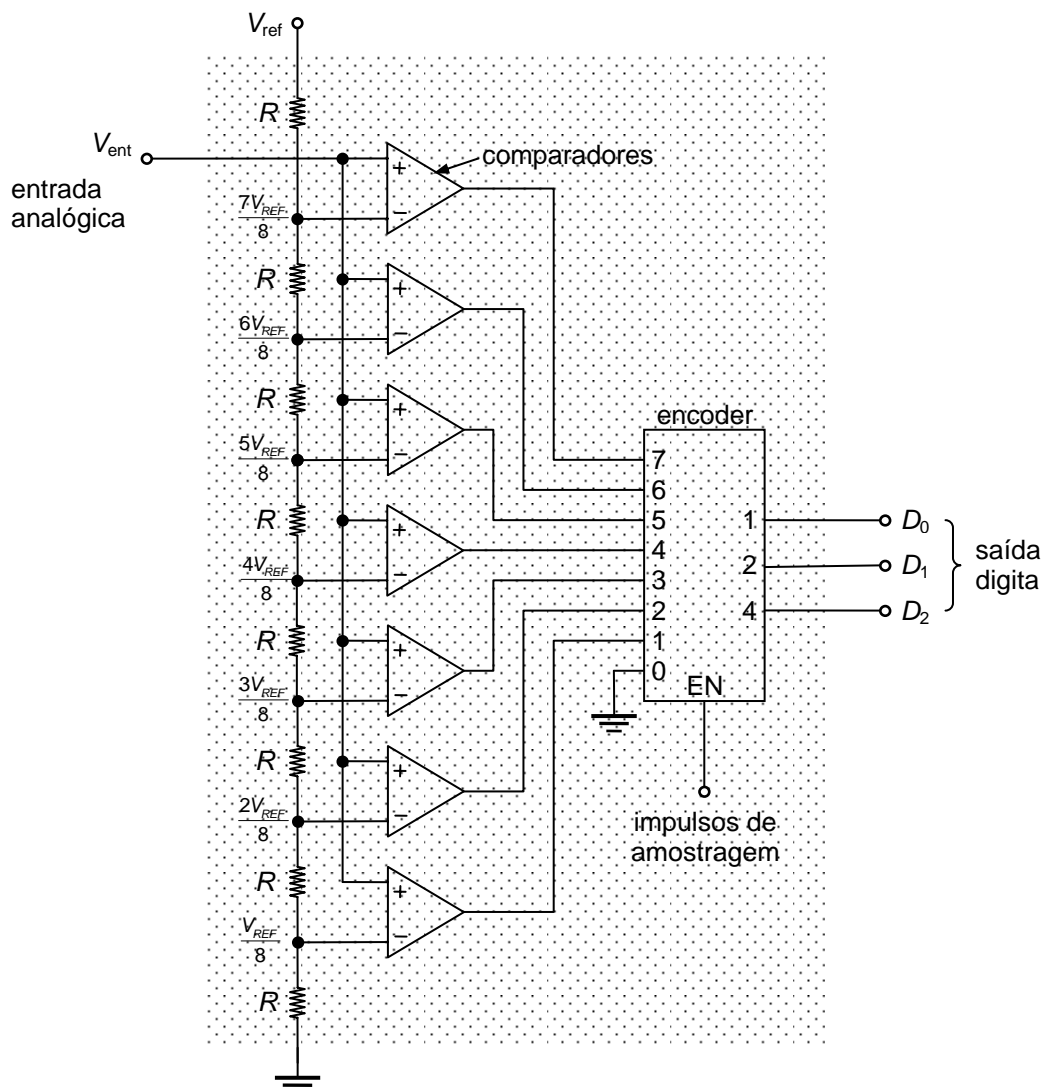 Vref
R
Vent
entrada
analógica
+
comparadores
−
7VREF
8
R
+
6VREF
8
−
R
+
5VREF
8
−
encoder
7
6
R
+
5
1
D0
4
saída
digita
4VREF
8
−
3
2
D1
2
4
D2
R
+
1
0
3VREF
8
−
EN
R
+
2VREF
8
−
impulsos de
amostragem
R
+
VREF
8
−
R